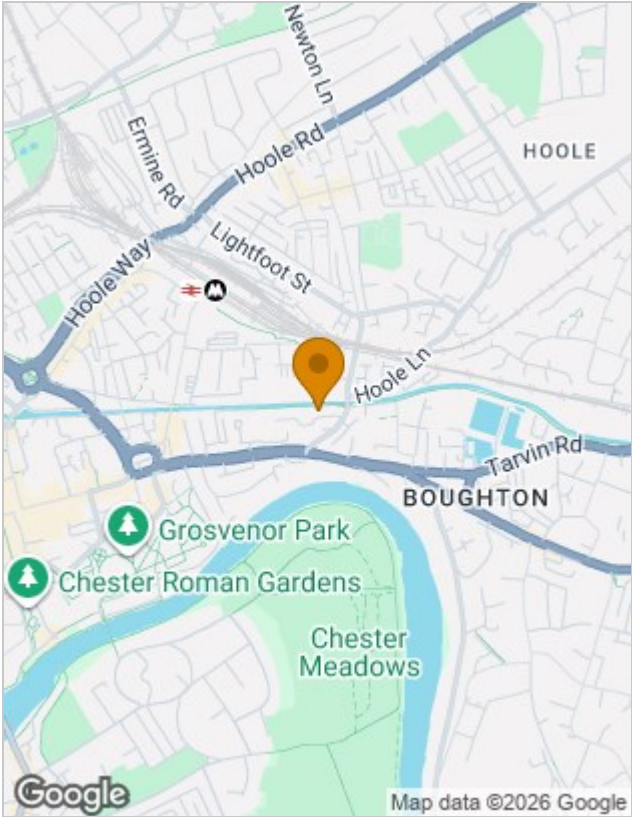 Newton Ln
Ermine Rd
Hoole Rd
HOOLE
Lightfoot St
Hoole Way
Hoole Ln
Tarvin Rd
BOUGHTON
Grosvenor Park
Chester Roman Gardens
Chester
Meadows
Google
Map data ©2026 Google